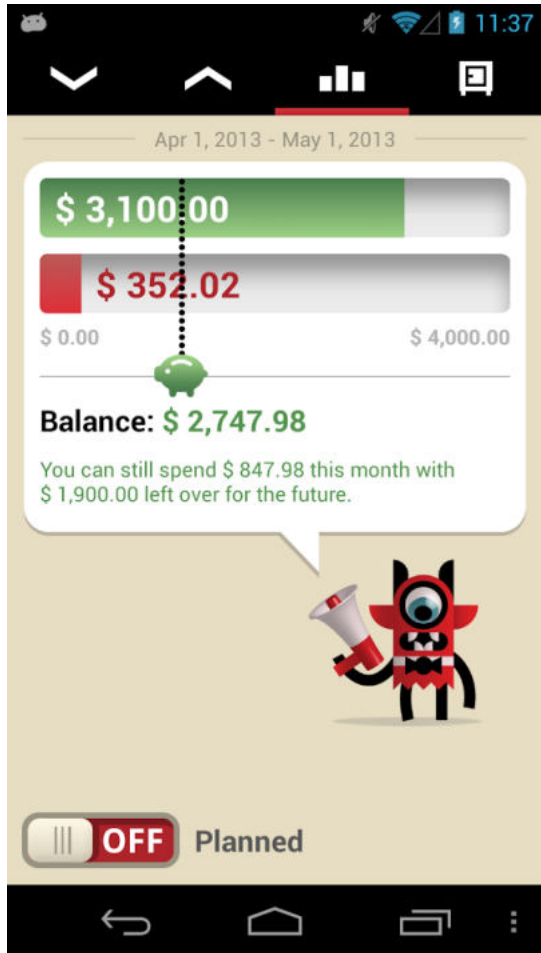 11:37
Apr 1, 2013 - May 1, 2013
$ 3,100.00
$ 352.02
$ 0.00 $ 4,000.00
Balance: $ 2,747.98
You can still spend $ 847.98 this month with
$ 1,900.00 left over for the future.
OFF Planned